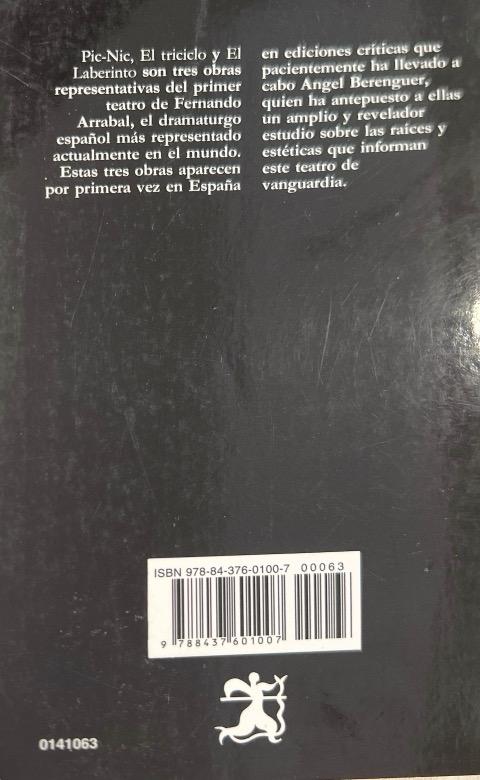 Pic-Nic, El triciclo y El
Laberinto son tres obras
representativas del primer
teatro de Fernando
Arrabal, el dramaturgo
español más representado
actualmente en el mundo.
Estas tres obras aparecen
por primera vez en España
en ediciones críticas que
pacientemente ha llevado a
cabo Angel Berenguer,
quien ha antepuesto a ellas
un amplio y revelador
estudio sobre las raíces y
estéticas que informan
este teatro de
vanguardia.
ISBN 978-84-376-0100-7 00063
9 788437 601007
0141063